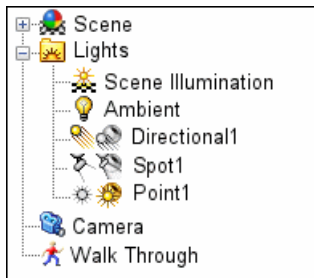 Scene
Lights
Scene Illumination
Ambient
Directional1
Spot1
Point1
Camera
Walk Through